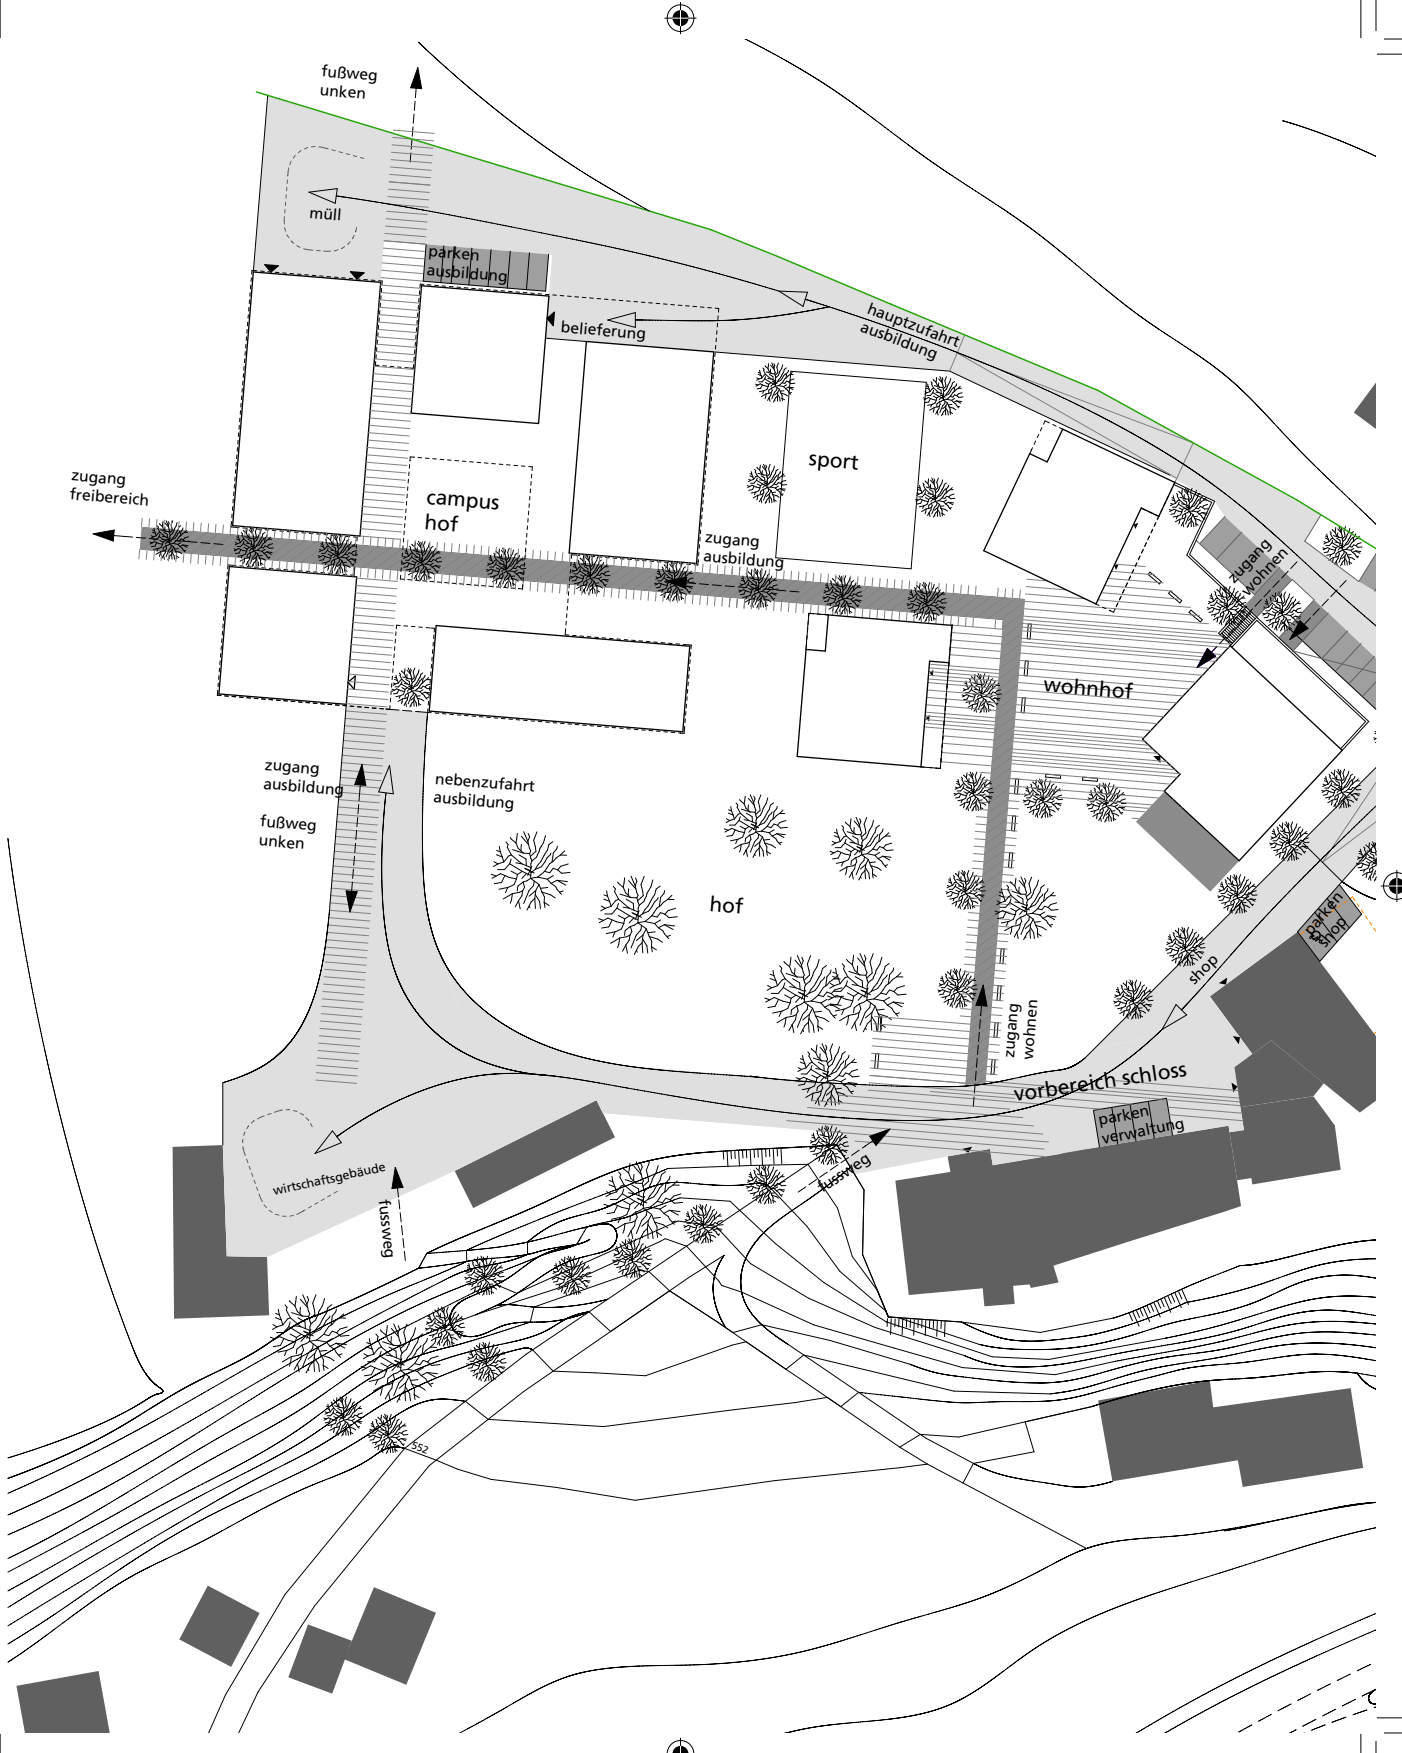 fußweg
unken
müll
parken
ausbildung
belieferung
hauptzufahrt
ausbildung
sport
zugang
freibereich
campus
hof
zugang
ausbildung
zugang
wohnen
wohnhof
zugang
ausbildung
nebenzufahrt
ausbildung
fußweg
unken
hof
parken
shop
shop
zugang
wohnen
vorbereich schloss
parken
verwaltung
fussweg
wirtschaftsgebäude
fussweg
552